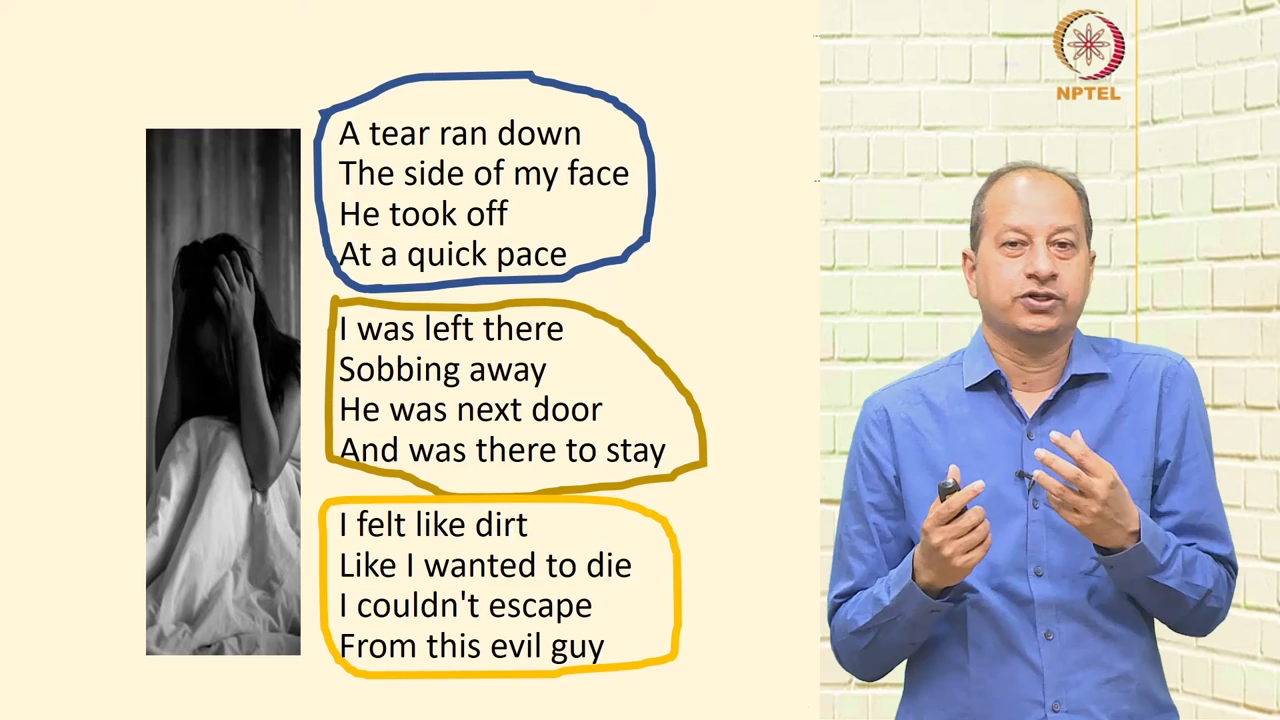 A tear ran down
The side of my face
He took off
At a quick pace
I was left there
Sobbing away
He was next door
And was there to stay
I felt like dirt
Like I wanted to die
I couldn't escape
From this evil guy
NPTEL